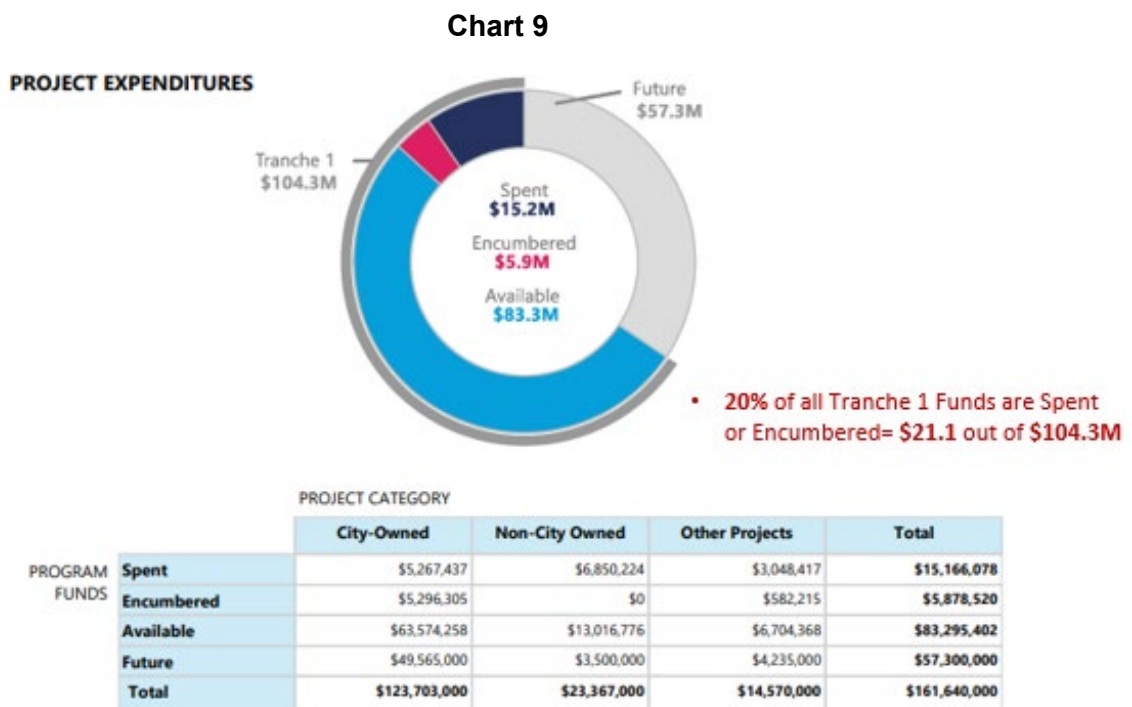 Chart 9
PROJECT EXPENDITURES
Future
$57.3M
Tranche 1
$104.3M
Spent
$15.2M
Encumbered
$5.9M
Available
$83.3M
• 20% of all Tranche 1 Funds are Spent
or Encumbered= $21.1 out of $104.3M
PROJECT CATEGORY
City-Owned Non-City Owned Other Projects Total
PROGRAM FUNDS
Spent $5,267,437 $6,850,224 $3,048,417 $15,166,078
Encumbered $5,296,305 $0 $582,215 $5,878,520
Available $63,574,258 $13,016,776 $6,704,368 $83,295,402
Future $49,565,000 $3,500,000 $4,235,000 $57,300,000
Total $123,703,000 $23,367,000 $14,570,000 $161,640,000